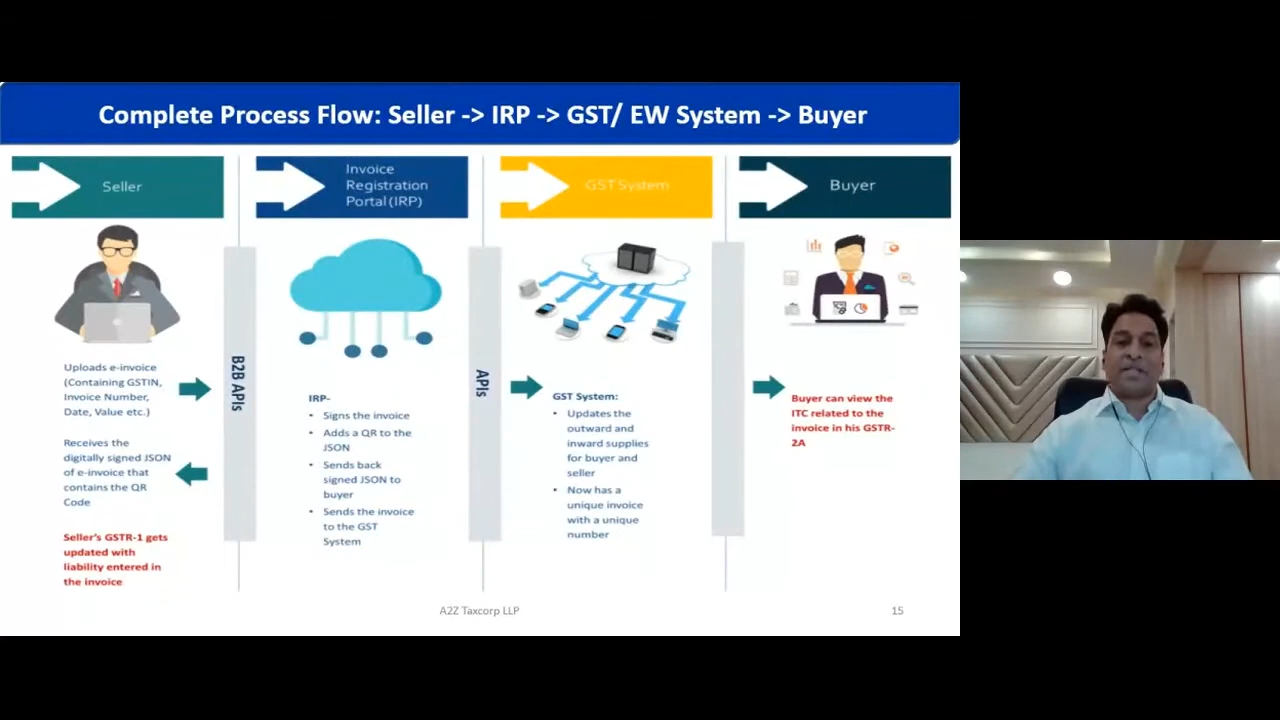 Complete Process Flow: Seller -> IRP -> GST/ EW System -> Buyer
Seller
Invoice
Registration
Portal(IRP)
GST System
Buyer
Uploads e-invoice
(Containing GSTIN,
Invoice Number,
Date, Value etc.)
Receives the
digitally signed JSON
of e-invoice that
contains the QR
Code
Seller's GSTR-1 gets
updated with
liability entered in
the invoice
B2B APIs
IRP-
• Signs the invoice
• Adds a QR to the
JSON
• Sends back
signed JSON to
buyer
• Sends the invoice
to the GST
System
APIs
GST System:
• Updates the
outward and
inward supplies
for buyer and
seller
• Now has a
unique invoice
with a unique
number
Buyer can view the
ITC related to the
invoice in his GSTR-
2A
A2Z Taxcorp LLP
15